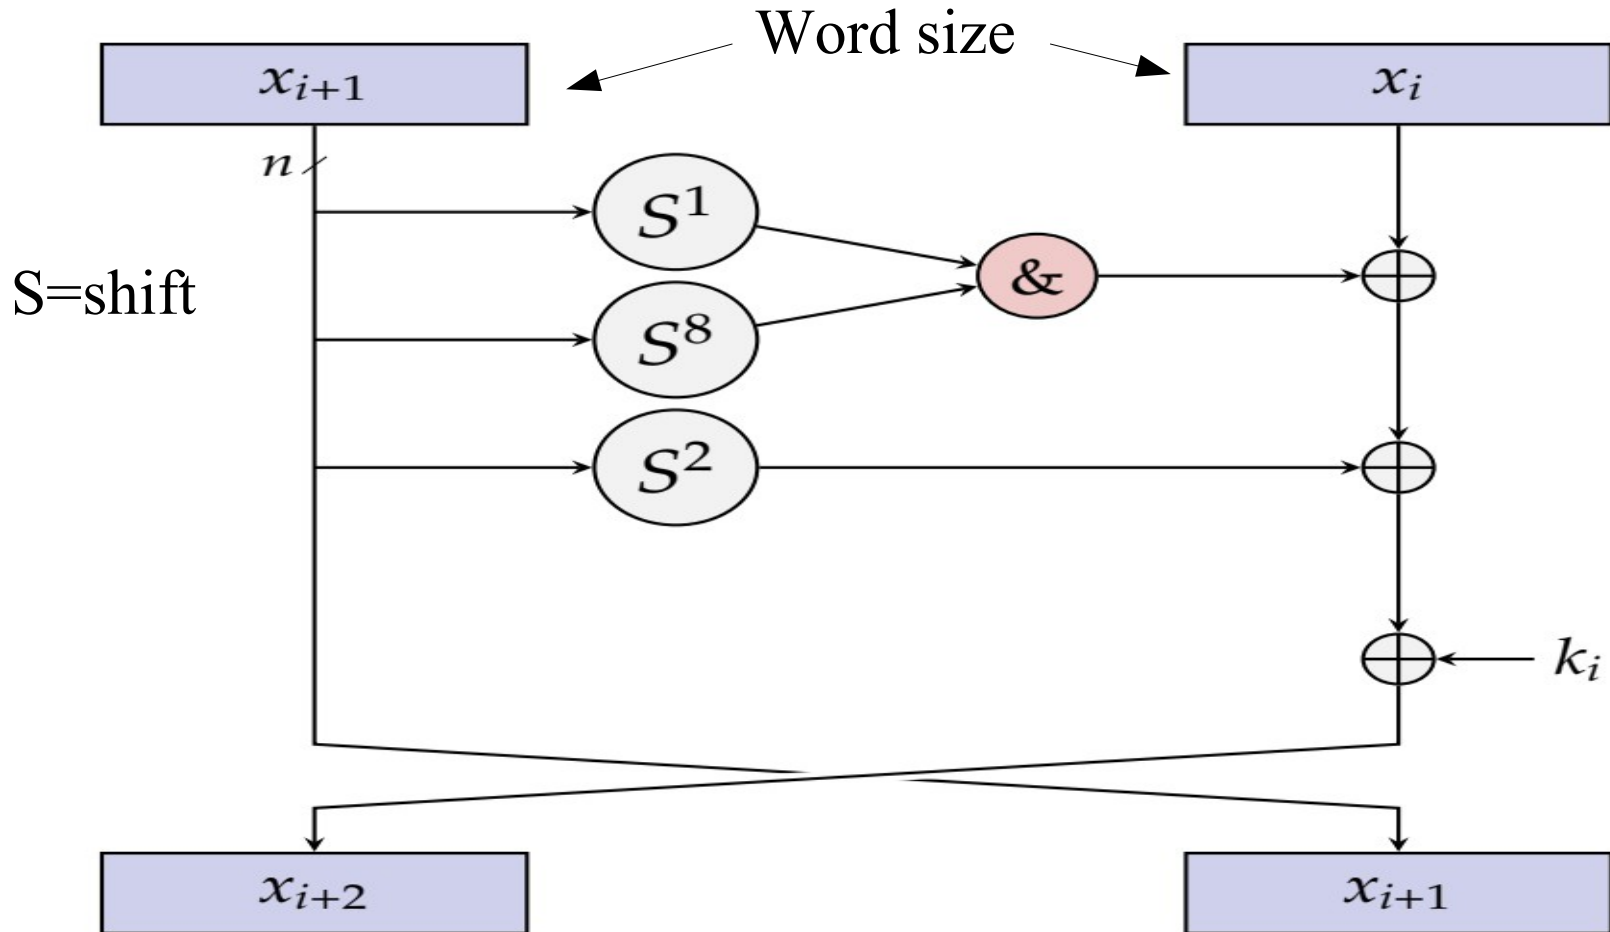 Word size
x_{i+1}
x_i
n
S^1
&
S=shift
S^8
S^2
k_i
x_{i+2}
x_{i+1}